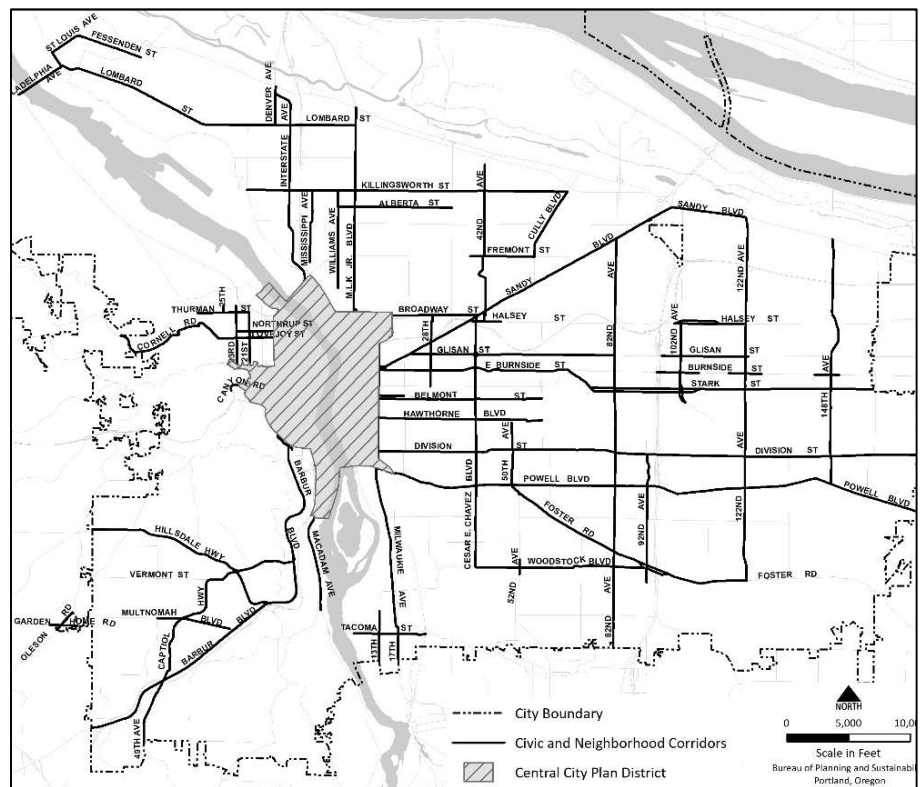 ST LOUIS AVE
FESSENDEN ST
LADELPHIA AVE
LOMBARD ST
DENVER AVE
INTERSTATE AVE
LOMBARD ST
KILLINGSWORTH ST
ALBERTA ST
MISSISSIPPI AVE
WILLIAMS AVE
M.L.K JR. BLVD
42ND AVE
CULLY BLVD
FREMONT ST
SANDY BLVD
SANDY BLVD
82ND AVE
122ND AVE
25TH
THURMAN ST
NORTHRUP ST
LOVEJOY ST
CORNELL RD
23RD
21ST
CANYON RD
BROADWAY ST
HALSEY ST
28TH
GLISAN ST
E BURNSIDE ST
102ND AVE
HALSEY ST
GLISAN ST
BURNSIDE ST
STARK ST
148TH AVE
BELMONT ST
HAWTHORNE BLVD
50TH AVE
DIVISION ST
DIVISION ST
CESAR E. CHAVEZ BLVD
POWELL BLVD
POWELL BLVD
92ND AVE
122ND AVE
FOSTER RD
FOSTER RD
WOODSTOCK BLVD
52ND AVE
82ND AVE
BARBUR BLVD
MACADAM AVE
MILWAUKIE AVE
HILLSDALE HWY
VERMONT ST
MULTNOMAH BLVD
GARDEN HOME RD
OLESON RD
CAPTIOL HWY
BARBUR BLVD
49TH AVE
TACOMA ST
13TH
17TH
City Boundary
Civic and Neighborhood Corridors
Central City Plan District
NORTH
0 5,000 10,0
Scale in Feet
Bureau of Planning and Sustainabil
Portland, Oregon